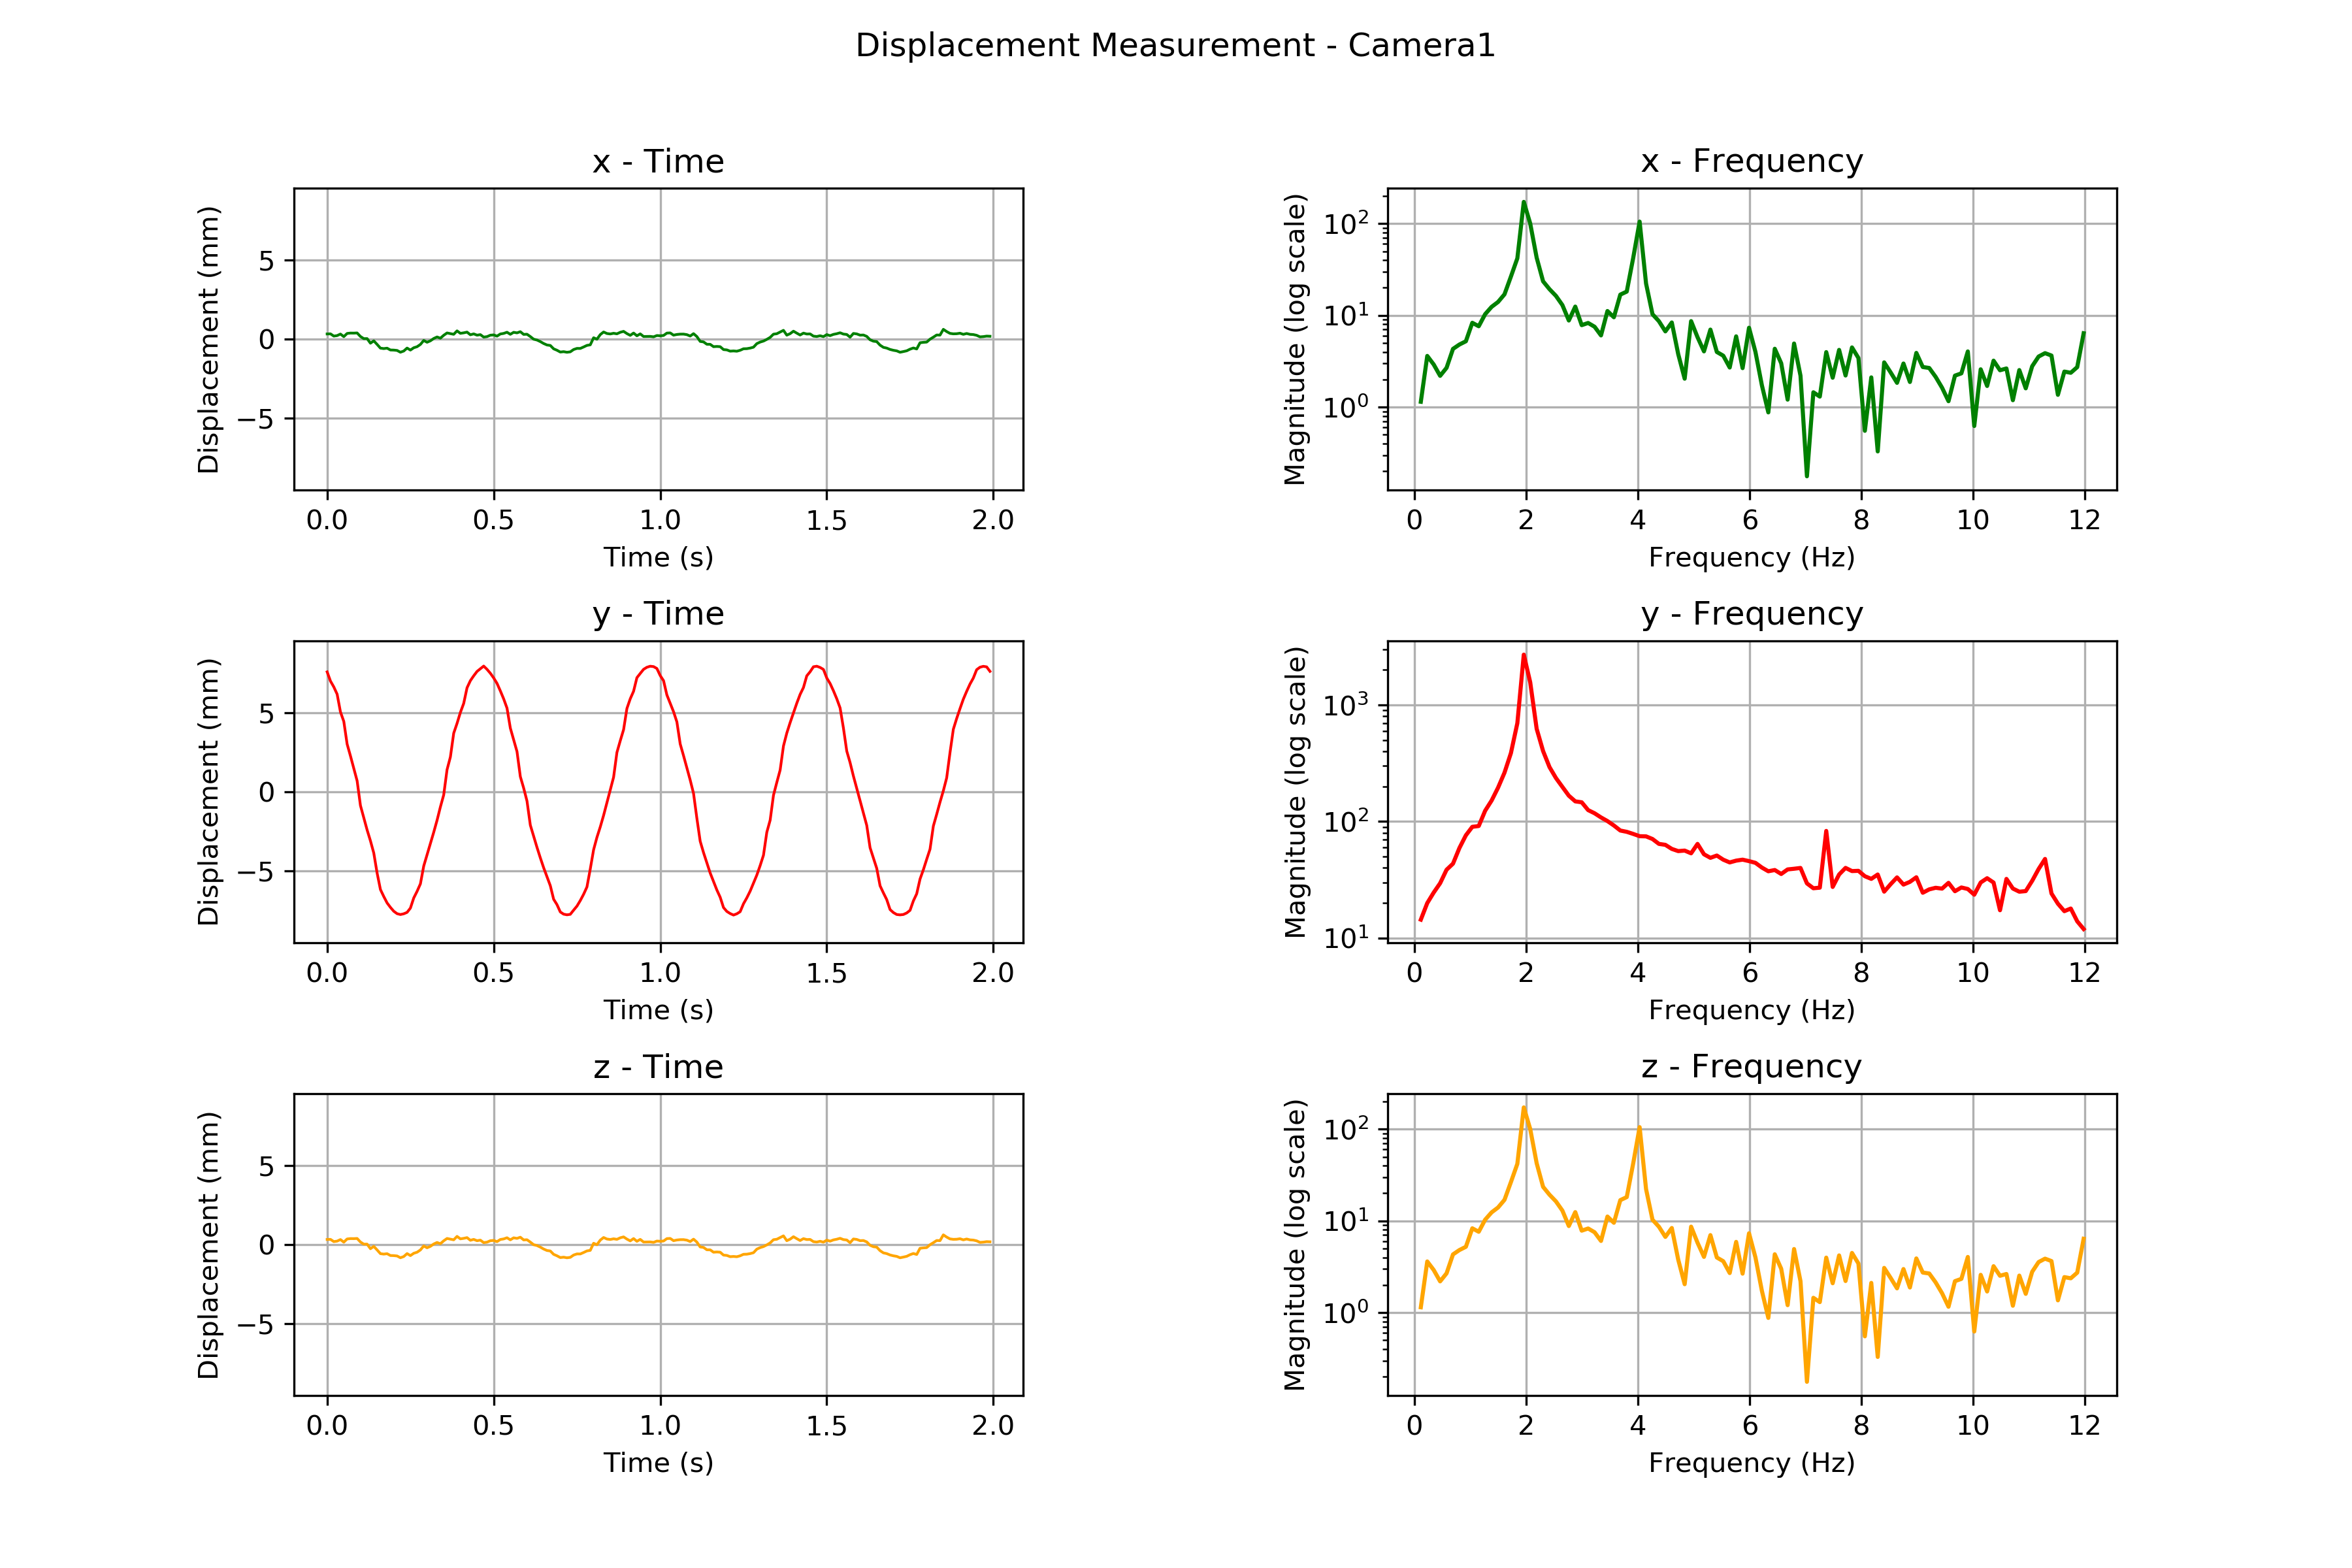 Displacement Measurement - Camera1
x - Time
Displacement (mm)
5
0
−5
0.0 0.5 1.0 1.5 2.0
Time (s)
x - Frequency
Magnitude (log scale)
10²
10¹
10⁰
0 2 4 6 8 10 12
Frequency (Hz)
y - Time
Displacement (mm)
5
0
−5
0.0 0.5 1.0 1.5 2.0
Time (s)
y - Frequency
Magnitude (log scale)
10³
10²
10¹
0 2 4 6 8 10 12
Frequency (Hz)
z - Time
Displacement (mm)
5
0
−5
0.0 0.5 1.0 1.5 2.0
Time (s)
z - Frequency
Magnitude (log scale)
10²
10¹
10⁰
0 2 4 6 8 10 12
Frequency (Hz)